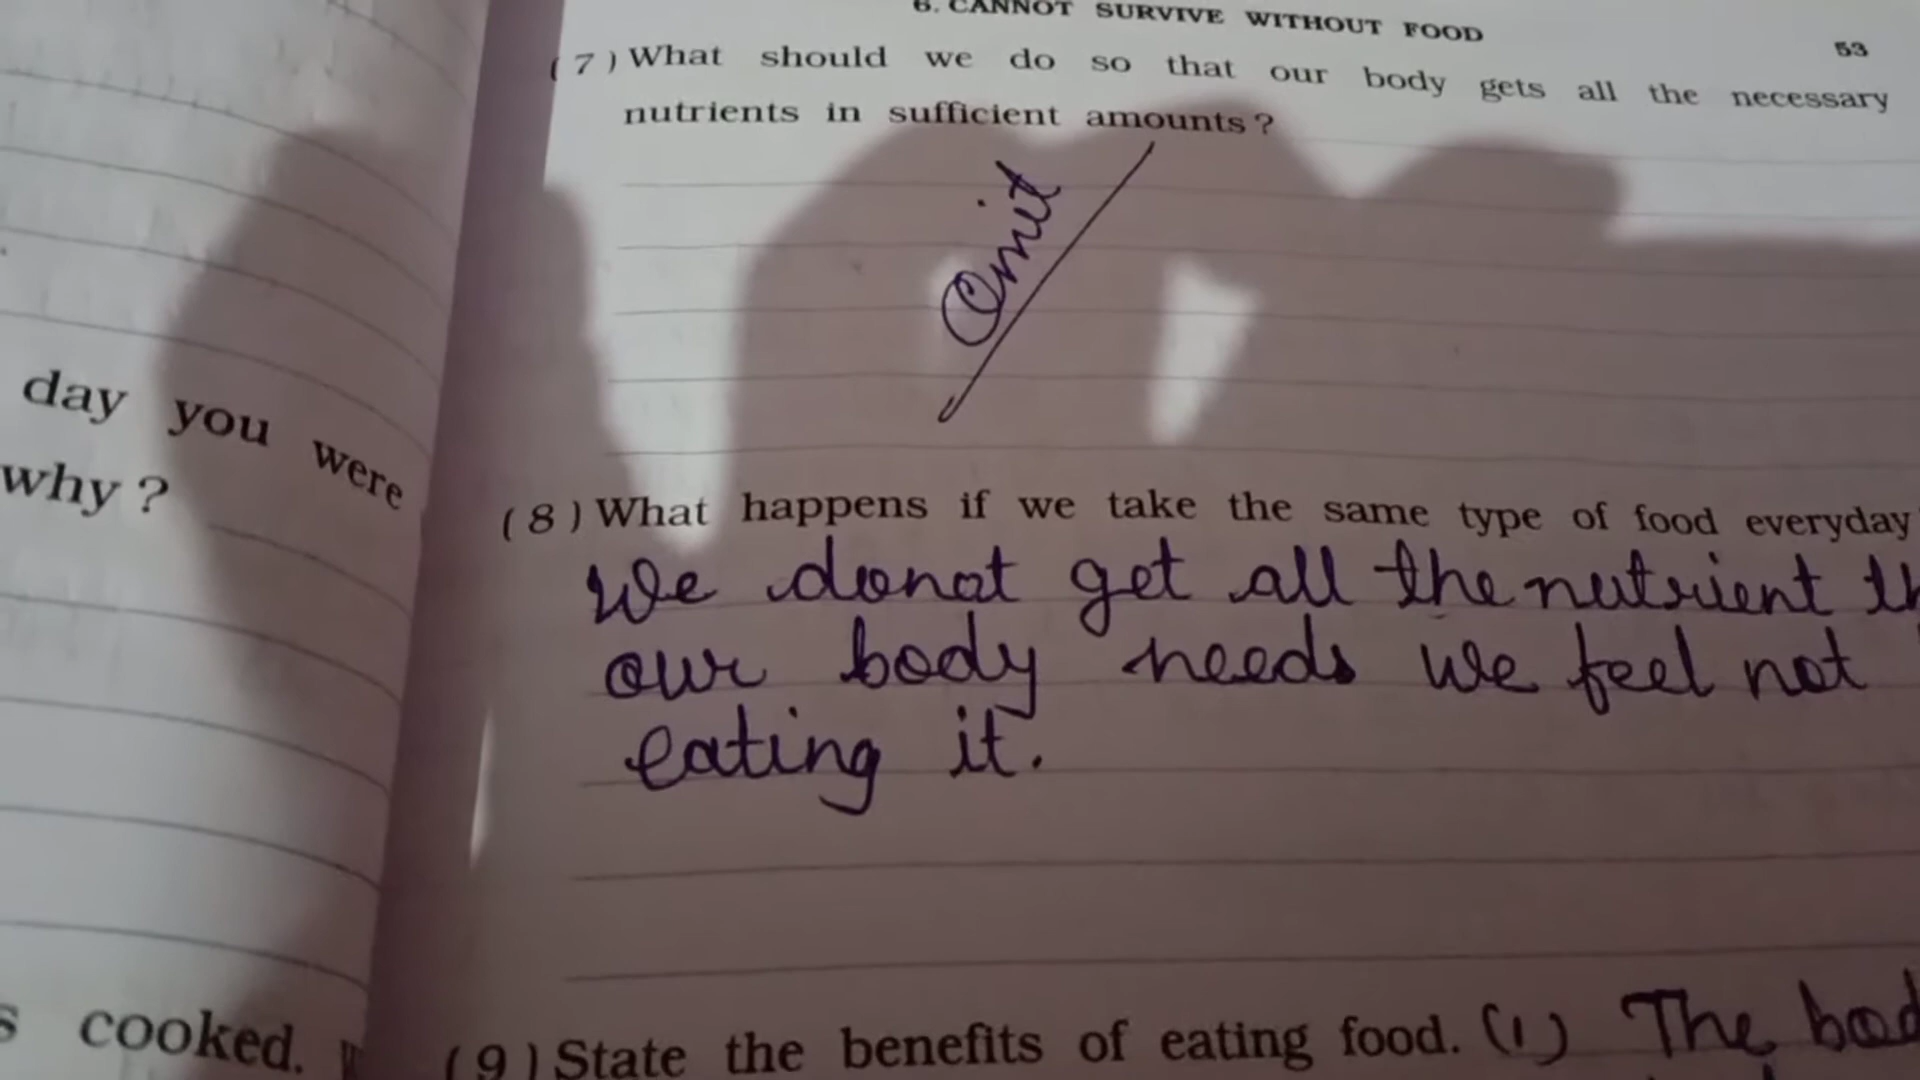 day you were
why ?
s cooked.
6. CANNOT SURVIVE WITHOUT FOOD
53
( 7 ) What should we do so that our body gets all the necessary
nutrients in sufficient amounts ?
Omit
( 8 ) What happens if we take the same type of food everyday
We donot get all the nutrient th
our body needs we feel not
eating it.
( 9 ) State the benefits of eating food. (1) The bod